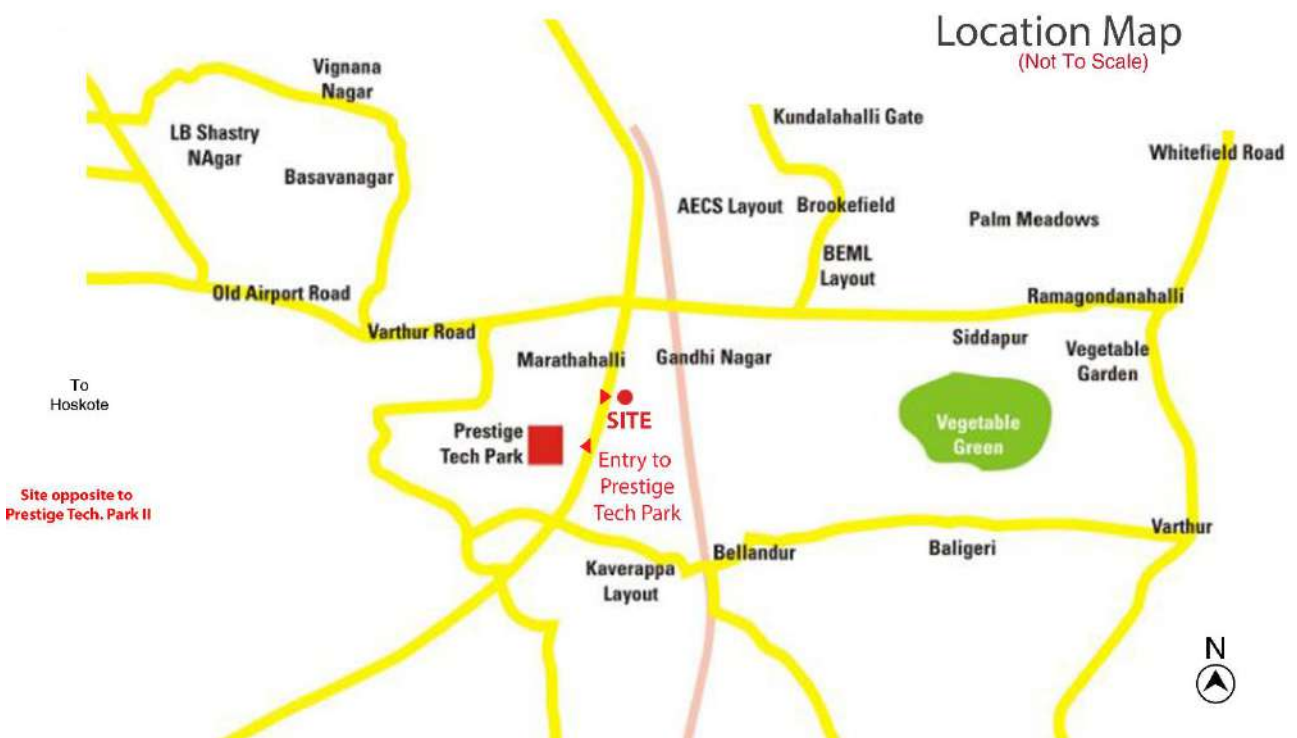 Location Map
(Not To Scale)
Vignana
Nagar
Kundalahalli Gate
LB Shastry
NAgar
Whitefield Road
Basavanagar
AECS Layout
Brookefield
Palm Meadows
BEML
Layout
Old Airport Road
Ramagondanahalli
Varthur Road
Siddapur
Marathahalli
Gandhi Nagar
Vegetable
Garden
To
Hoskote
SITE
Vegetable
Green
Prestige
Tech Park
Entry to
Prestige
Tech Park
Site opposite to
Prestige Tech. Park II
Varthur
Bellandur
Baligeri
Kaverappa
Layout
N